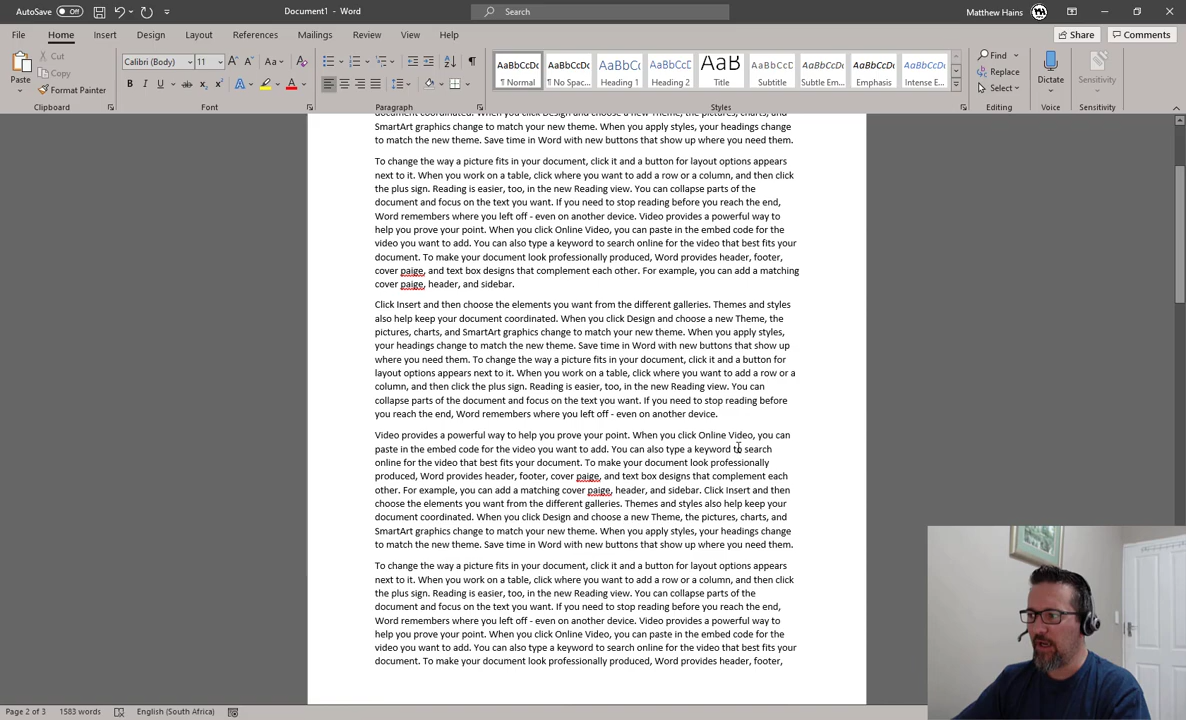 AutoSave Off Document1 - Word Search Matthew Hains
File Home Insert Design Layout References Mailings Review View Help Share Comments
Paste Cut Copy Format Painter Clipboard
Calibri (Body) 11 Aa Font
Paragraph
AaBbCcDc ¶ Normal AaBbCcDc ¶ No Spac... AaBbCc Heading 1 AaBbCcD Heading 2 AaB Title AaBbCcD Subtitle AaBbCcDc Subtle Em... AaBbCcDc Emphasis AaBbCcDc Intense E...
Styles
Find Replace Select Editing
Dictate Voice
Sensitivity Sensitivity
document coordinated. When you click Design and choose a new Theme, the pictures, charts, and
SmartArt graphics change to match your new theme. When you apply styles, your headings change
to match the new theme. Save time in Word with new buttons that show up where you need them.
To change the way a picture fits in your document, click it and a button for layout options appears
next to it. When you work on a table, click where you want to add a row or a column, and then click
the plus sign. Reading is easier, too, in the new Reading view. You can collapse parts of the
document and focus on the text you want. If you need to stop reading before you reach the end,
Word remembers where you left off - even on another device. Video provides a powerful way to
help you prove your point. When you click Online Video, you can paste in the embed code for the
video you want to add. You can also type a keyword to search online for the video that best fits your
document. To make your document look professionally produced, Word provides header, footer,
cover paige, and text box designs that complement each other. For example, you can add a matching
cover paige, header, and sidebar.
Click Insert and then choose the elements you want from the different galleries. Themes and styles
also help keep your document coordinated. When you click Design and choose a new Theme, the
pictures, charts, and SmartArt graphics change to match your new theme. When you apply styles,
your headings change to match the new theme. Save time in Word with new buttons that show up
where you need them. To change the way a picture fits in your document, click it and a button for
layout options appears next to it. When you work on a table, click where you want to add a row or a
column, and then click the plus sign. Reading is easier, too, in the new Reading view. You can
collapse parts of the document and focus on the text you want. If you need to stop reading before
you reach the end, Word remembers where you left off - even on another device.
Video provides a powerful way to help you prove your point. When you click Online Video, you can
paste in the embed code for the video you want to add. You can also type a keyword to search
online for the video that best fits your document. To make your document look professionally
produced, Word provides header, footer, cover paige, and text box designs that complement each
other. For example, you can add a matching cover paige, header, and sidebar. Click Insert and then
choose the elements you want from the different galleries. Themes and styles also help keep your
document coordinated. When you click Design and choose a new Theme, the pictures, charts, and
SmartArt graphics change to match your new theme. When you apply styles, your headings change
to match the new theme. Save time in Word with new buttons that show up where you need them.
To change the way a picture fits in your document, click it and a button for layout options appears
next to it. When you work on a table, click where you want to add a row or a column, and then click
the plus sign. Reading is easier, too, in the new Reading view. You can collapse parts of the
document and focus on the text you want. If you need to stop reading before you reach the end,
Word remembers where you left off - even on another device. Video provides a powerful way to
help you prove your point. When you click Online Video, you can paste in the embed code for the
video you want to add. You can also type a keyword to search online for the video that best fits your
document. To make your document look professionally produced, Word provides header, footer,
Page 2 of 3 1583 words English (South Africa)